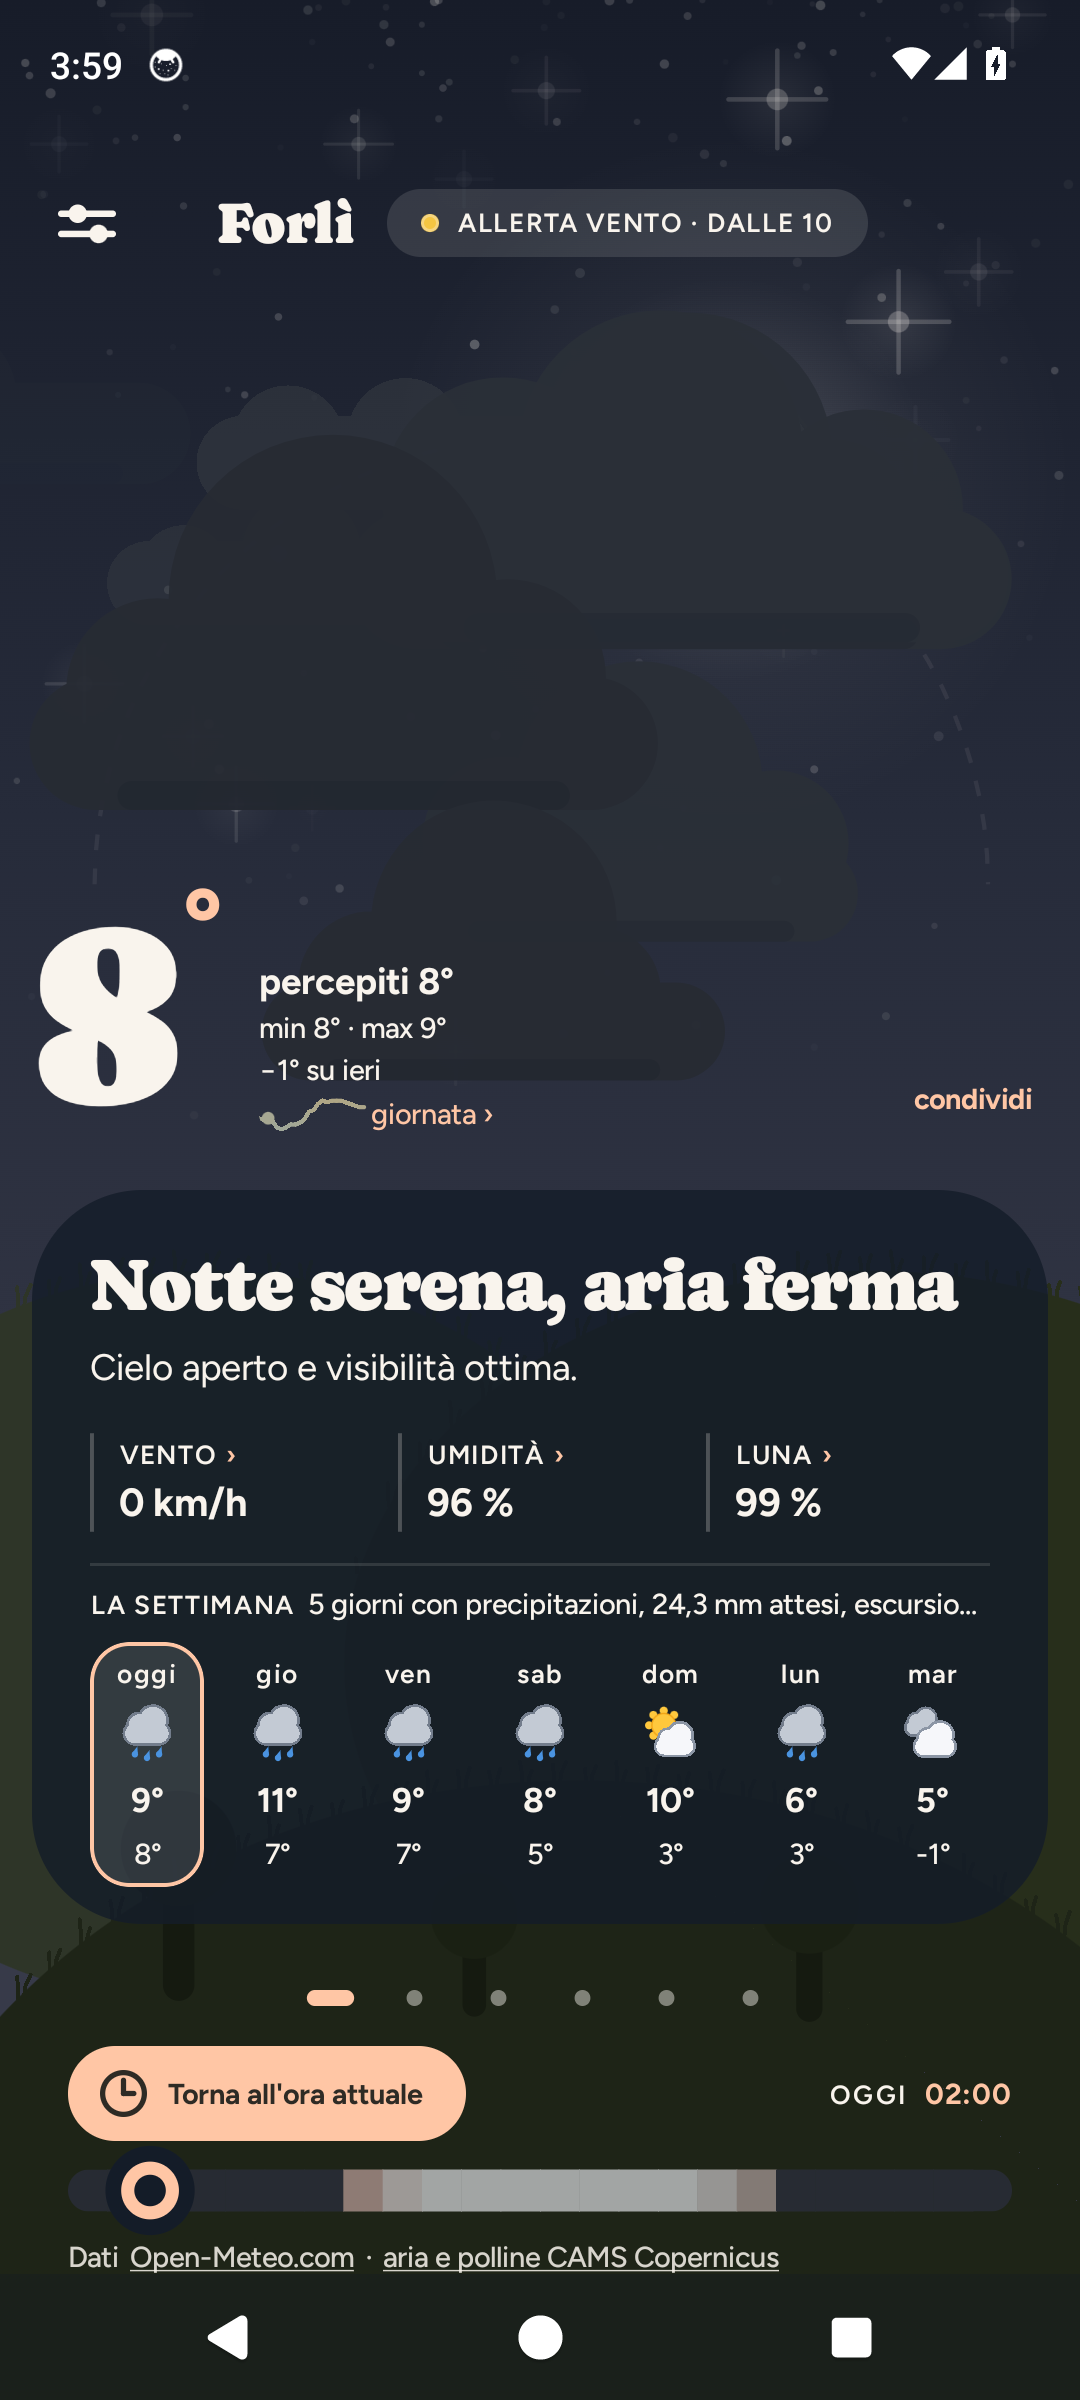 3:59
Forlì
ALLERTA VENTO · DALLE 10
8°
percepiti 8°
min 8° · max 9°
−1° su ieri
giornata ›
condividi
Notte serena, aria ferma
Cielo aperto e visibilità ottima.
VENTO › UMIDITÀ › LUNA ›
0 km/h 96 % 99 %
LA SETTIMANA 5 giorni con precipitazioni, 24,3 mm attesi, escursio...
oggi gio ven sab dom lun mar
9° 11° 9° 8° 10° 6° 5°
8° 7° 7° 5° 3° 3° -1°
Torna all'ora attuale
OGGI 02:00
Dati Open-Meteo.com · aria e polline CAMS Copernicus